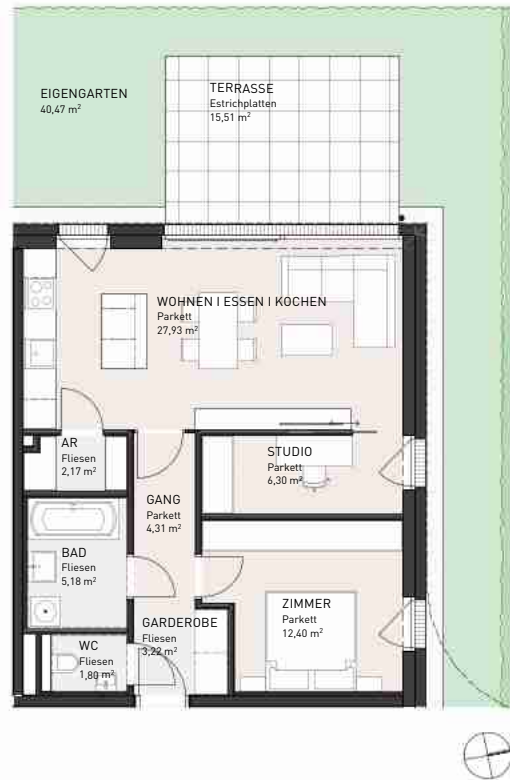 EIGENGARTEN
40,47 m²
TERRASSE
Estrichplatten
15,51 m²
WOHNEN I ESSEN I KOCHEN
Parkett
27,93 m²
AR
Fliesen
2,17 m²
STUDIO
Parkett
6,30 m²
GANG
Parkett
4,31 m²
BAD
Fliesen
5,18 m²
ZIMMER
Parkett
12,40 m²
GARDEROBE
Fliesen
3,22 m²
WC
Fliesen
1,80 m²